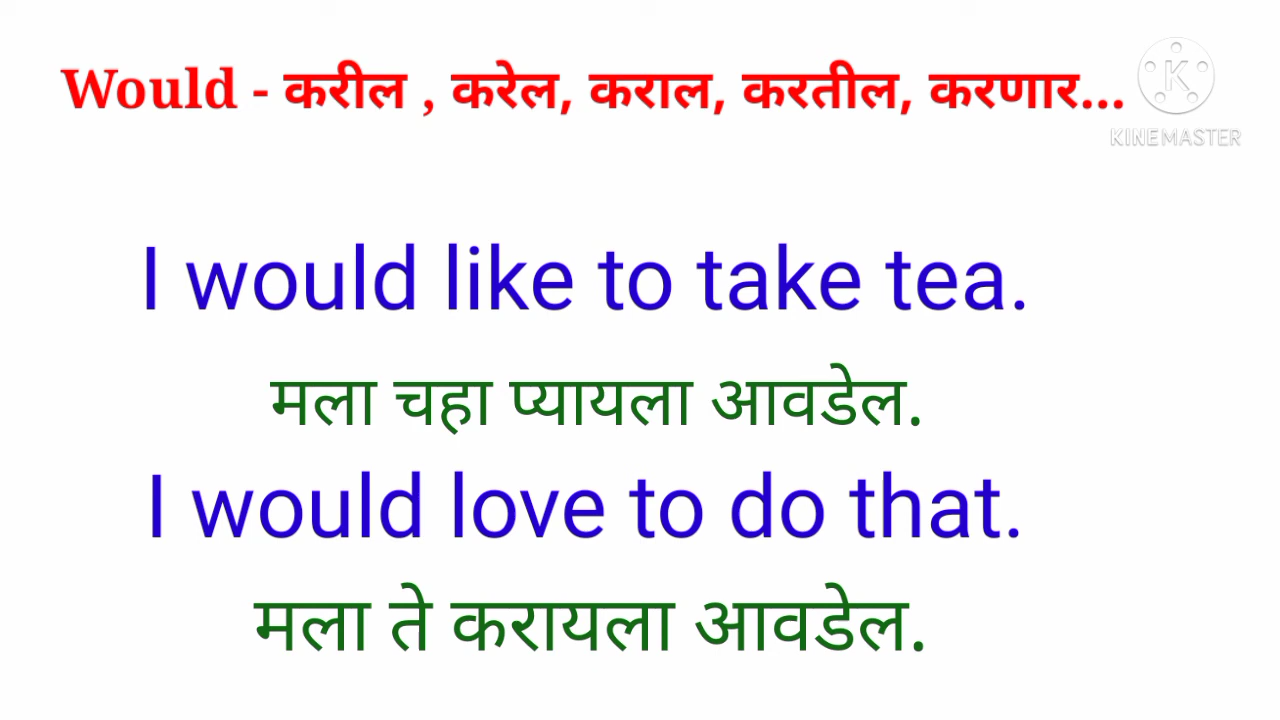 Would - करील , करेल, कराल, करतील, करणार...
KINEMASTER
I would like to take tea.
मला चहा प्यायला आवडेल.
I would love to do that.
मला ते करायला आवडेल.